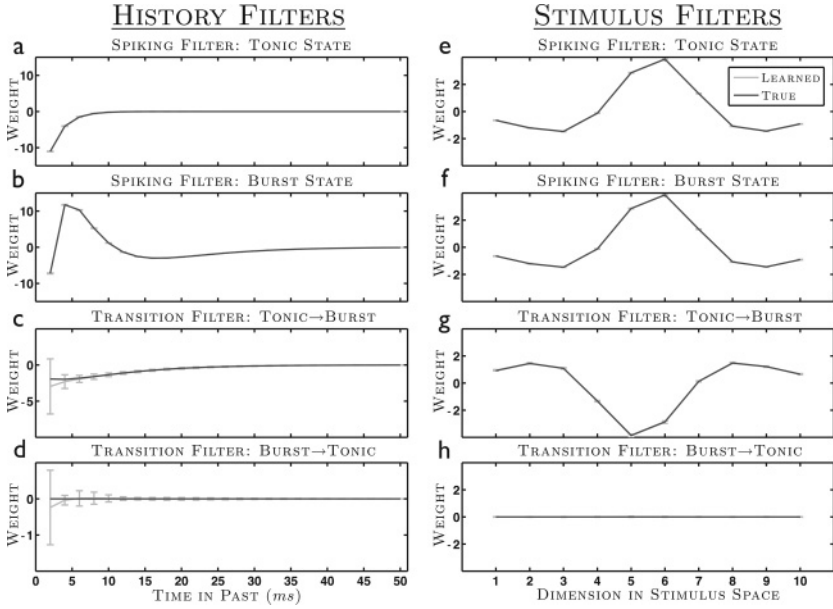 HISTORY FILTERS
a
SPIKING FILTER: TONIC STATE
WEIGHT
10
0
-10
b
SPIKING FILTER: BURST STATE
WEIGHT
10
0
-10
c
TRANSITION FILTER: TONIC→BURST
WEIGHT
0
-5
d
TRANSITION FILTER: BURST→TONIC
WEIGHT
0
-1
0 5 10 15 20 25 30 35 40 45 50
TIME IN PAST (ms)
STIMULUS FILTERS
e
SPIKING FILTER: TONIC STATE
LEARNED
TRUE
WEIGHT
2
0
-2
f
SPIKING FILTER: BURST STATE
WEIGHT
2
0
-2
g
TRANSITION FILTER: TONIC→BURST
WEIGHT
2
0
-2
h
TRANSITION FILTER: BURST→TONIC
WEIGHT
2
0
-2
1 2 3 4 5 6 7 8 9 10
DIMENSION IN STIMULUS SPACE